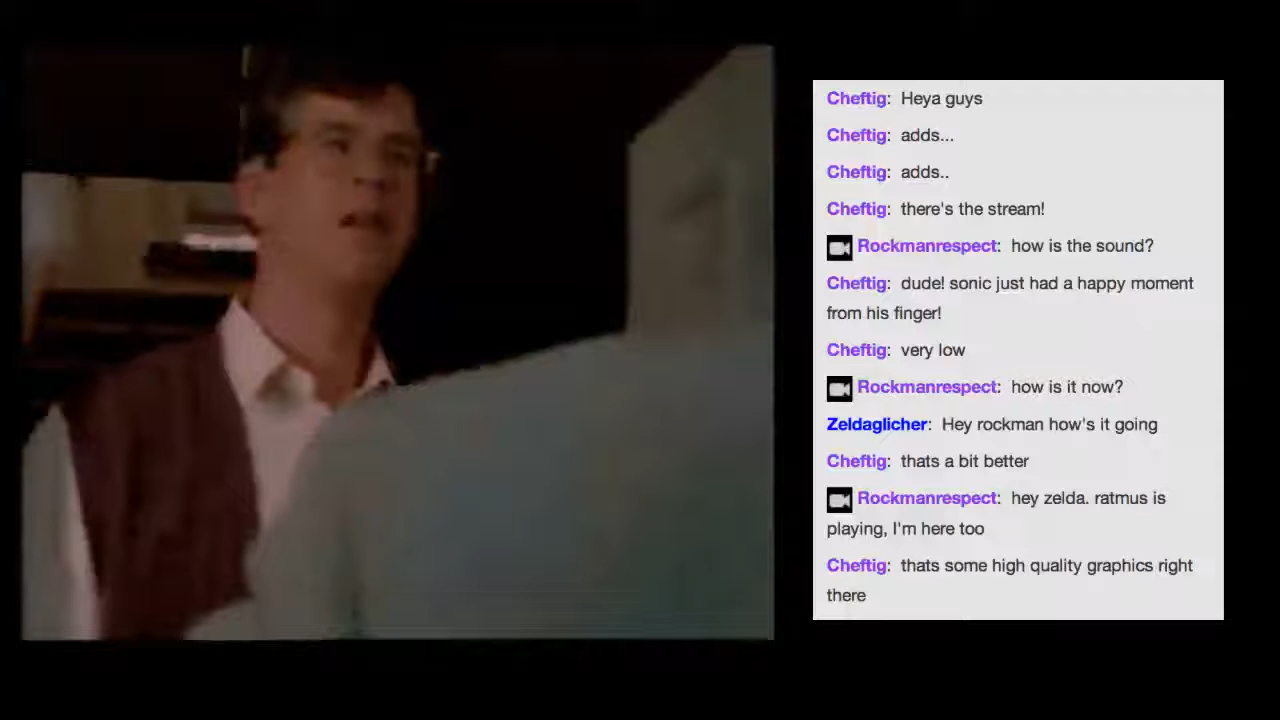 Cheftig: Heya guys
Cheftig: adds...
Cheftig: adds..
Cheftig: there's the stream!
Rockmanrespect: how is the sound?
Cheftig: dude! sonic just had a happy moment
from his finger!
Cheftig: very low
Rockmanrespect: how is it now?
Zeldaglicher: Hey rockman how's it going
Cheftig: thats a bit better
Rockmanrespect: hey zelda. ratmus is
playing, I'm here too
Cheftig: thats some high quality graphics right
there